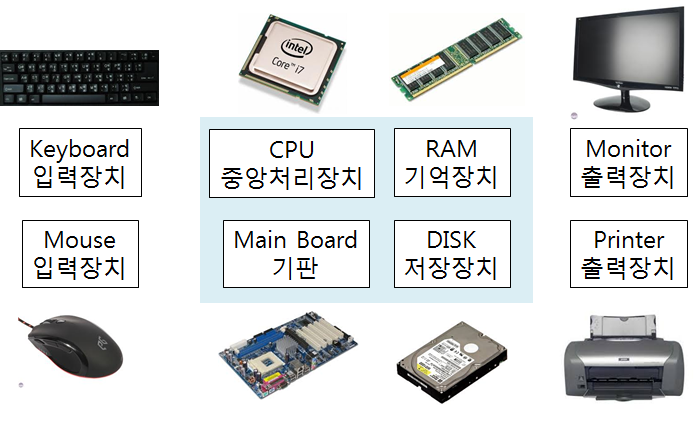 intel
Core™ i7
Keyboard
입력장치
CPU
중앙처리장치
RAM
기억장치
Monitor
출력장치
Mouse
입력장치
Main Board
기판
DISK
저장장치
Printer
출력장치